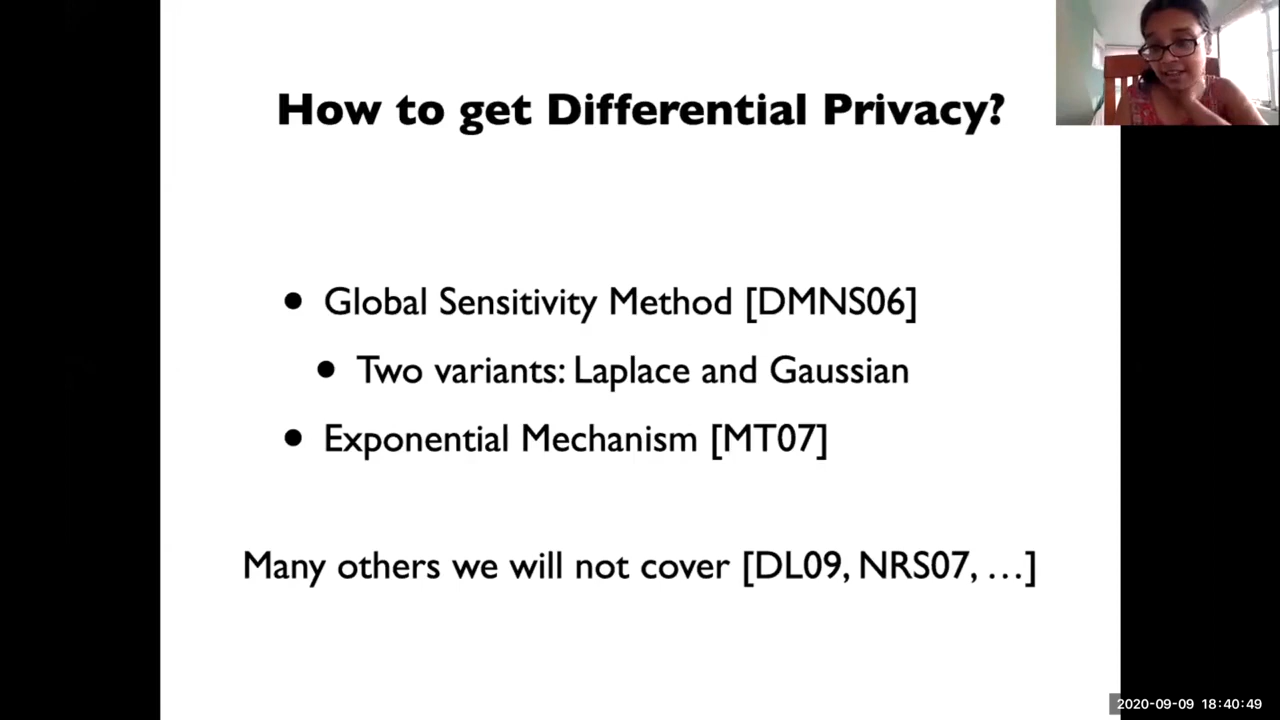 How to get Differential Privacy?
• Global Sensitivity Method [DMNS06]
• Two variants: Laplace and Gaussian
• Exponential Mechanism [MT07]
Many others we will not cover [DL09, NRS07, …]
2020-09-09 18:40:49